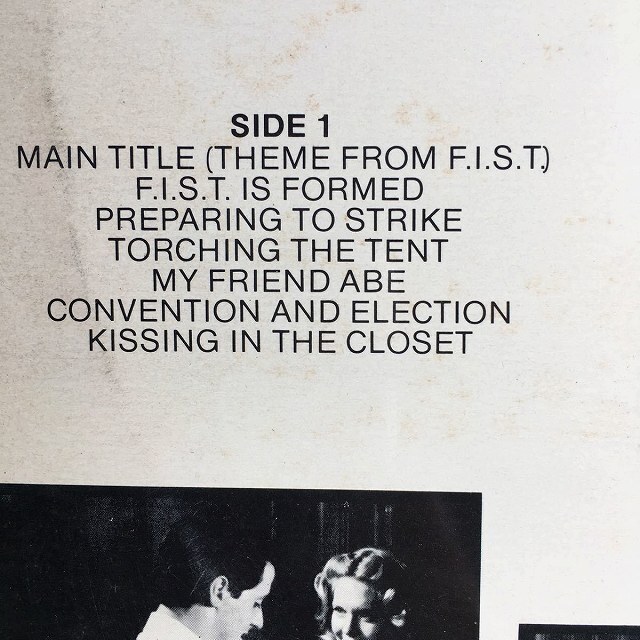 SIDE 1
MAIN TITLE (THEME FROM F.I.S.T.)
F.I.S.T. IS FORMED
PREPARING TO STRIKE
TORCHING THE TENT
MY FRIEND ABE
CONVENTION AND ELECTION
KISSING IN THE CLOSET